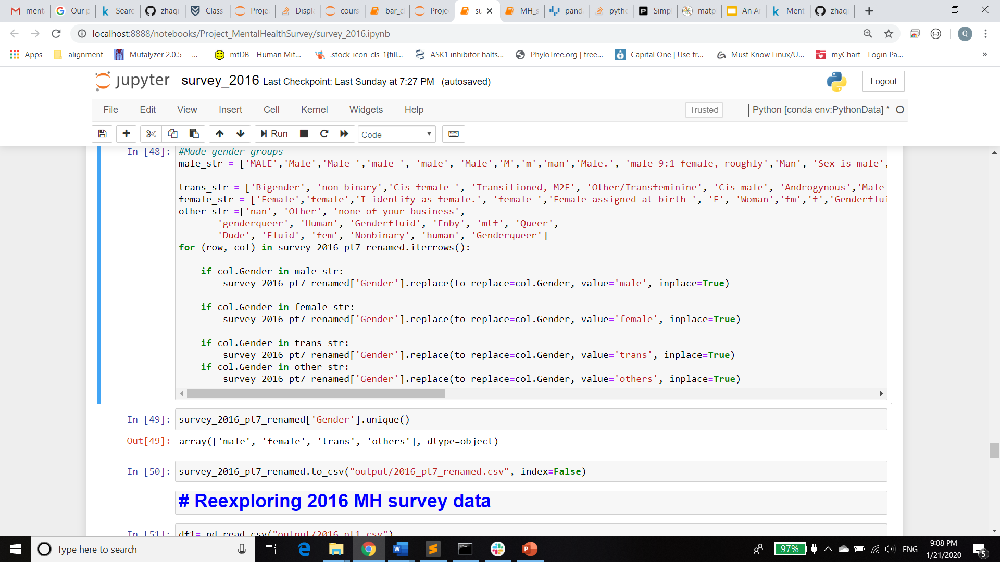 ment
Our p
Searc
zhaqi
Class
Projec
Displa
cours
bar_c
Projec
su
MH_s
pand
pytho
Simpl
matp
An A
Ment
zhaqi
localhost:8888/notebooks/Project_MentalHealthSurvey/survey_2016.ipynb
Q
Apps
alignment
Mutalyzer 2.0.5 —...
mtDB - Human Mit...
.stock-icon-cls-1{fill...
ASK1 inhibitor halts...
PhyloTree.org | tree...
Capital One | Use tr...
Must Know Linux/U...
myChart - Login Pa...
»
jupyter survey_2016 Last Checkpoint: Last Sunday at 7:27 PM (autosaved)
Logout
File Edit View Insert Cell Kernel Widgets Help
Trusted
Python [conda env:PythonData] *
Run
Code
In [48]: #Made gender groups
male_str = ['MALE','Male','Male ','male ', 'male', 'Male','M','m','man','Male.', 'male 9:1 female, roughly','Man', 'Sex is male',
trans_str = ['Bigender', 'non-binary','Cis female ', 'Transitioned, M2F', 'Other/Transfeminine', 'Cis male', 'Androgynous','Male
female_str = ['Female','female','I identify as female.', 'female ','Female assigned at birth ', 'F', 'Woman','fm','f','Genderflui
other_str =['nan', 'Other', 'none of your business',
'genderqueer', 'Human', 'Genderfluid', 'Enby', 'mtf', 'Queer',
'Dude', 'Fluid', 'fem', 'Nonbinary', 'human', 'Genderqueer']
for (row, col) in survey_2016_pt7_renamed.iterrows():
if col.Gender in male_str:
survey_2016_pt7_renamed['Gender'].replace(to_replace=col.Gender, value='male', inplace=True)
if col.Gender in female_str:
survey_2016_pt7_renamed['Gender'].replace(to_replace=col.Gender, value='female', inplace=True)
if col.Gender in trans_str:
survey_2016_pt7_renamed['Gender'].replace(to_replace=col.Gender, value='trans', inplace=True)
if col.Gender in other_str:
survey_2016_pt7_renamed['Gender'].replace(to_replace=col.Gender, value='others', inplace=True)
In [49]: survey_2016_pt7_renamed['Gender'].unique()
Out[49]: array(['male', 'female', 'trans', 'others'], dtype=object)
In [50]: survey_2016_pt7_renamed.to_csv("output/2016_pt7_renamed.csv", index=False)
# Reexploring 2016 MH survey data
In [51]: df1= pd.read_csv("output/2016_pt1.csv")
Type here to search
97%
ENG
9:08 PM
1/21/2020
5